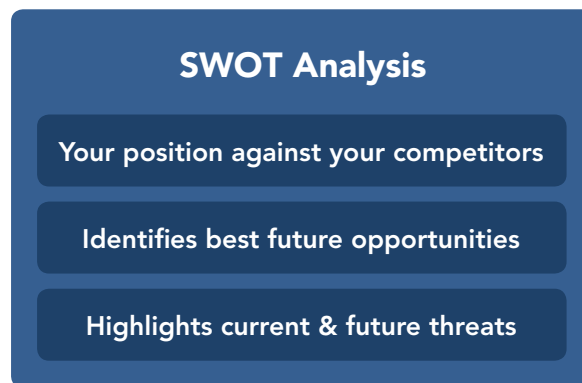 SWOT Analysis
Your position against your competitors
Identifies best future opportunities
Highlights current & future threats